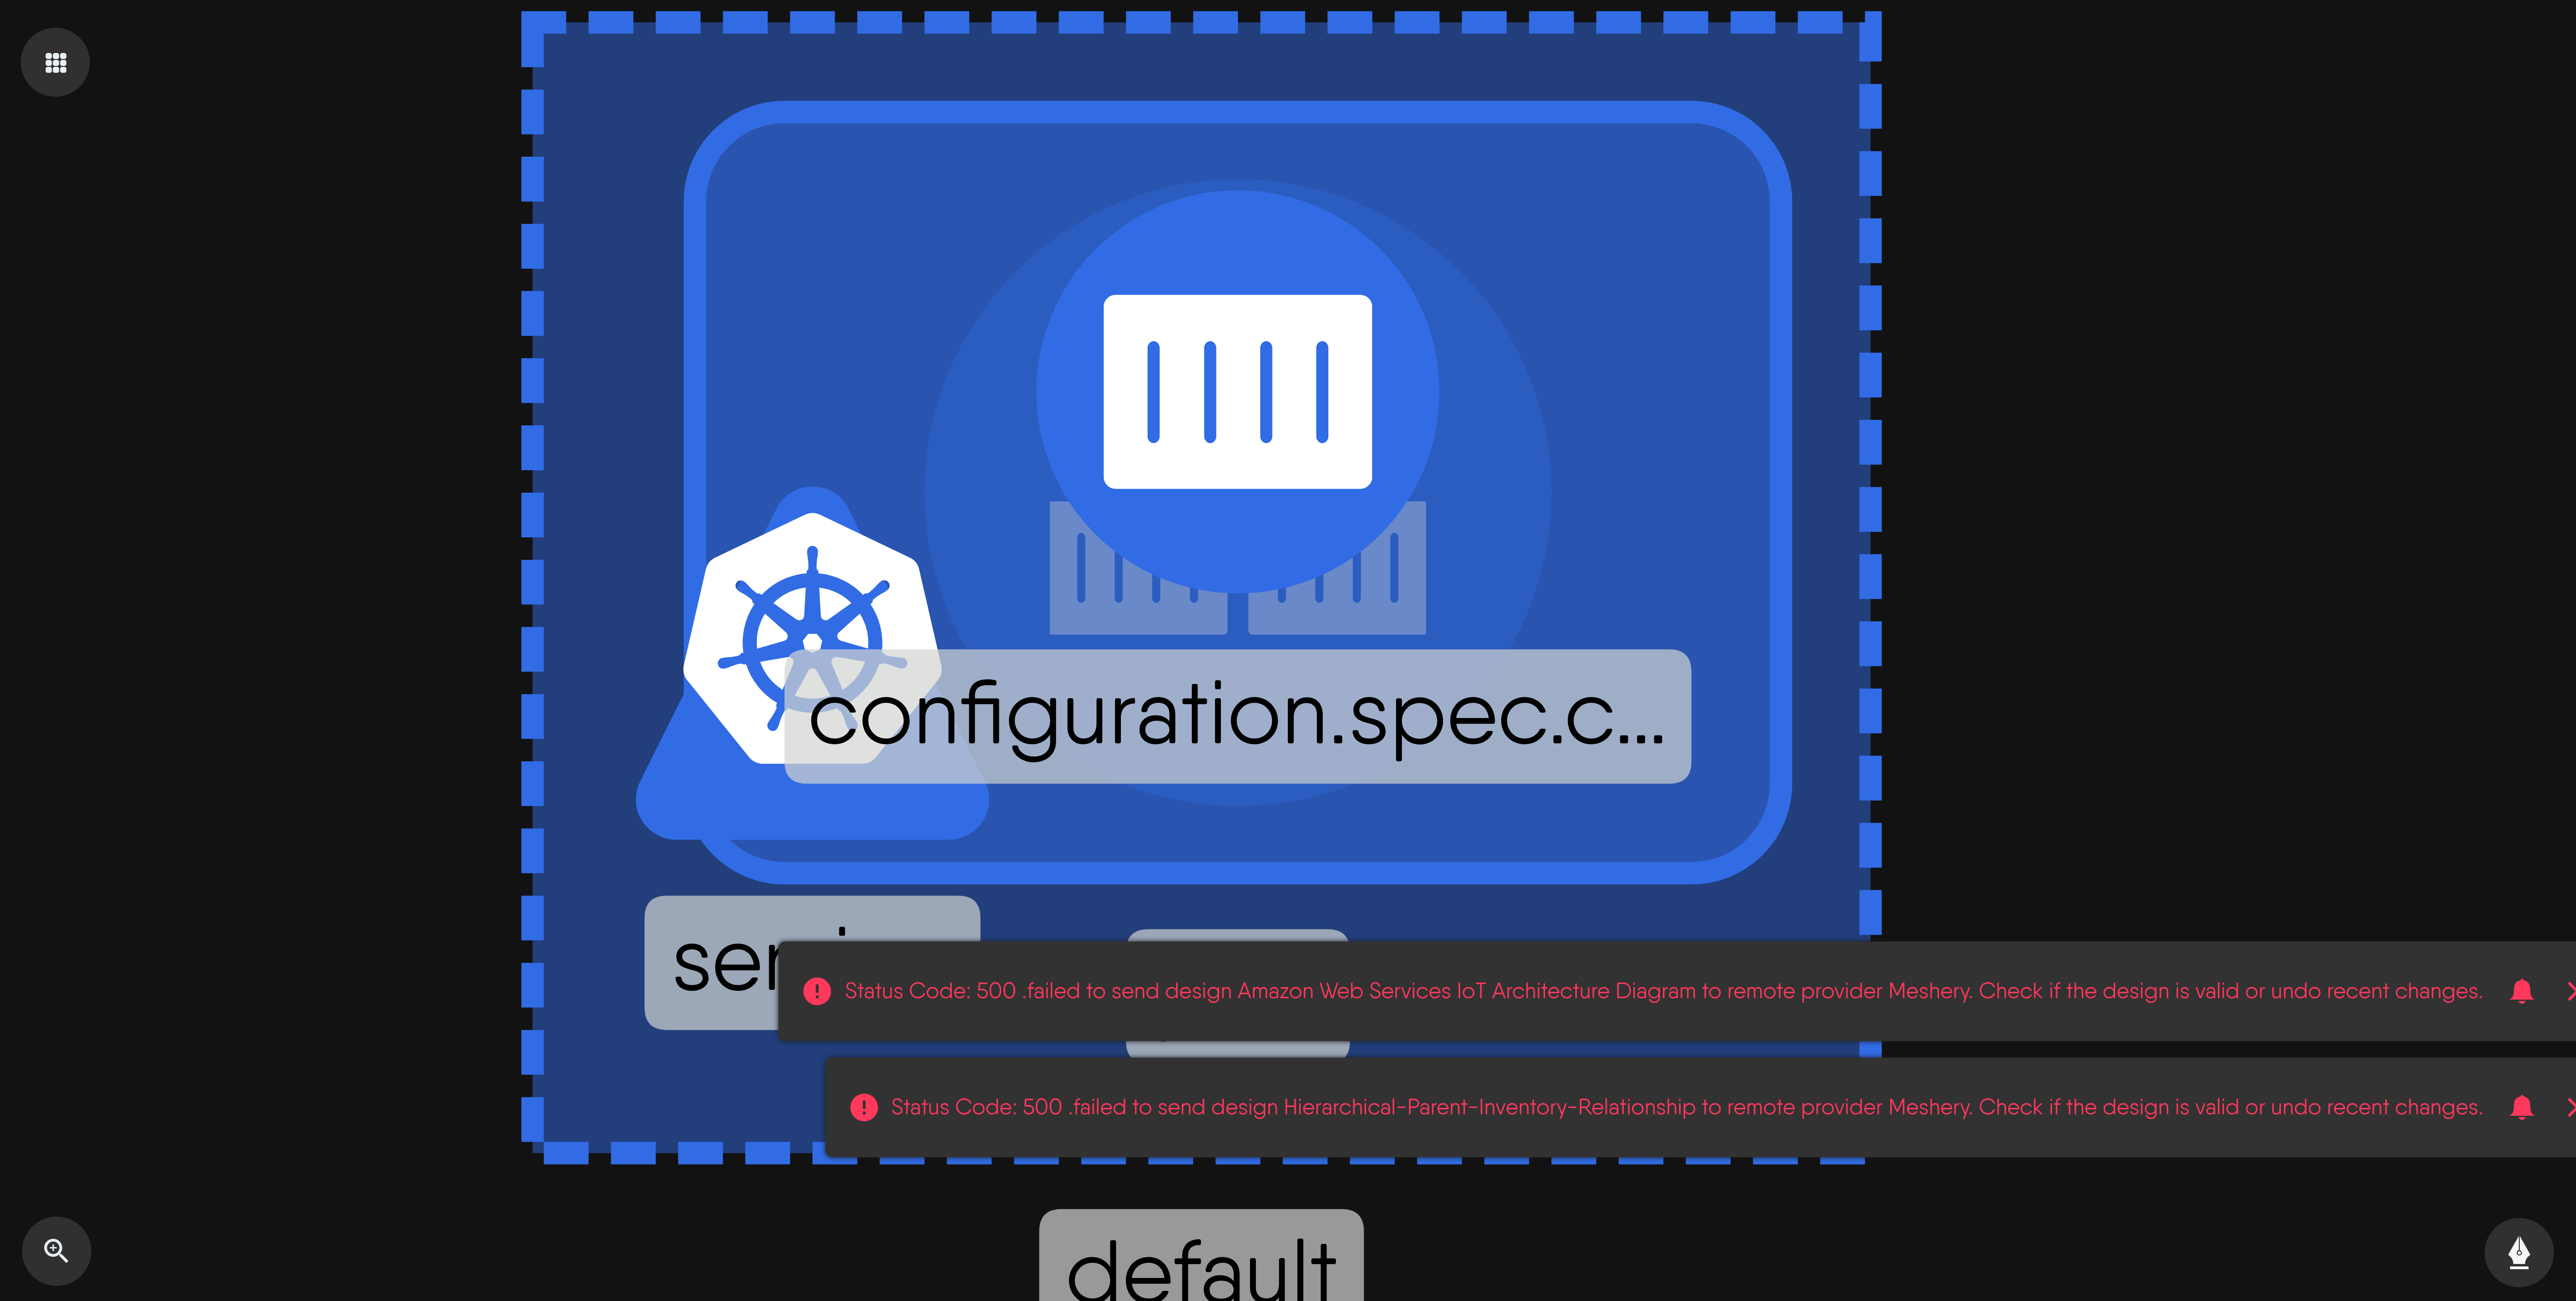 configuration.spec.c...
Status Code: 500 .failed to send design Amazon Web Services IoT Architecture Diagram to remote provider Meshery. Check if the design is valid or undo recent changes.
Status Code: 500 .failed to send design Hierarchical-Parent-Inventory-Relationship to remote provider Meshery. Check if the design is valid or undo recent changes.
default